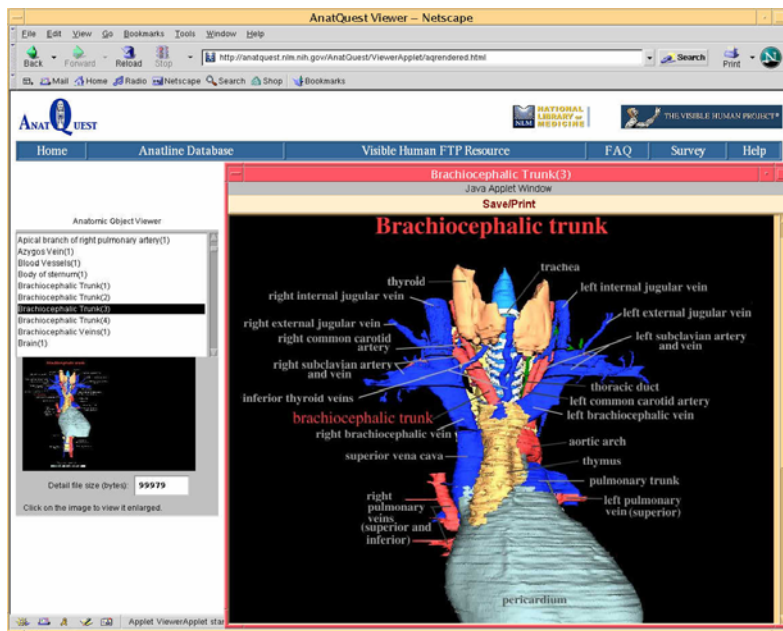 AnatQuest Viewer – Netscape
File Edit View Go Bookmarks Tools Window Help
Back Forward Reload Stop http://anatquest.nlm.nih.gov/AnatQuest/ViewerApplet/aqrendered.html Search Print N
Mail Home Radio Netscape Search Shop Bookmarks
ANATQUEST NLM NATIONAL LIBRARY OF MEDICINE THE VISIBLE HUMAN PROJECT®
Home Anatline Database Visible Human FTP Resource FAQ Survey Help
Brachiocephalic Trunk(3)
Java Applet Window
Save/Print
Anatomic Object Viewer
Apical branch of right pulmonary artery(1)
Azygos Vein(1)
Blood Vessels(1)
Body of sternum(1)
Brachiocephalic Trunk(1)
Brachiocephalic Trunk(2)
Brachiocephalic Trunk(3)
Brachiocephalic Trunk(4)
Brachiocephalic Veins(1)
Brain(1)
Detail file size (bytes): 99979
Click on the image to view it enlarged.
Brachiocephalic trunk
thyroid
trachea
right internal jugular vein
left internal jugular vein
right external jugular vein
left external jugular vein
right common carotid
artery
left subclavian artery
and vein
right subclavian artery
and vein
thoracic duct
inferior thyroid veins
left common carotid artery
brachiocephalic trunk
left brachiocephalic vein
right brachiocephalic vein
aortic arch
superior vena cava
thymus
pulmonary trunk
right
pulmonary
veins
(superior and
inferior)
left pulmonary
vein (superior)
pericardium
Applet ViewerApplet star